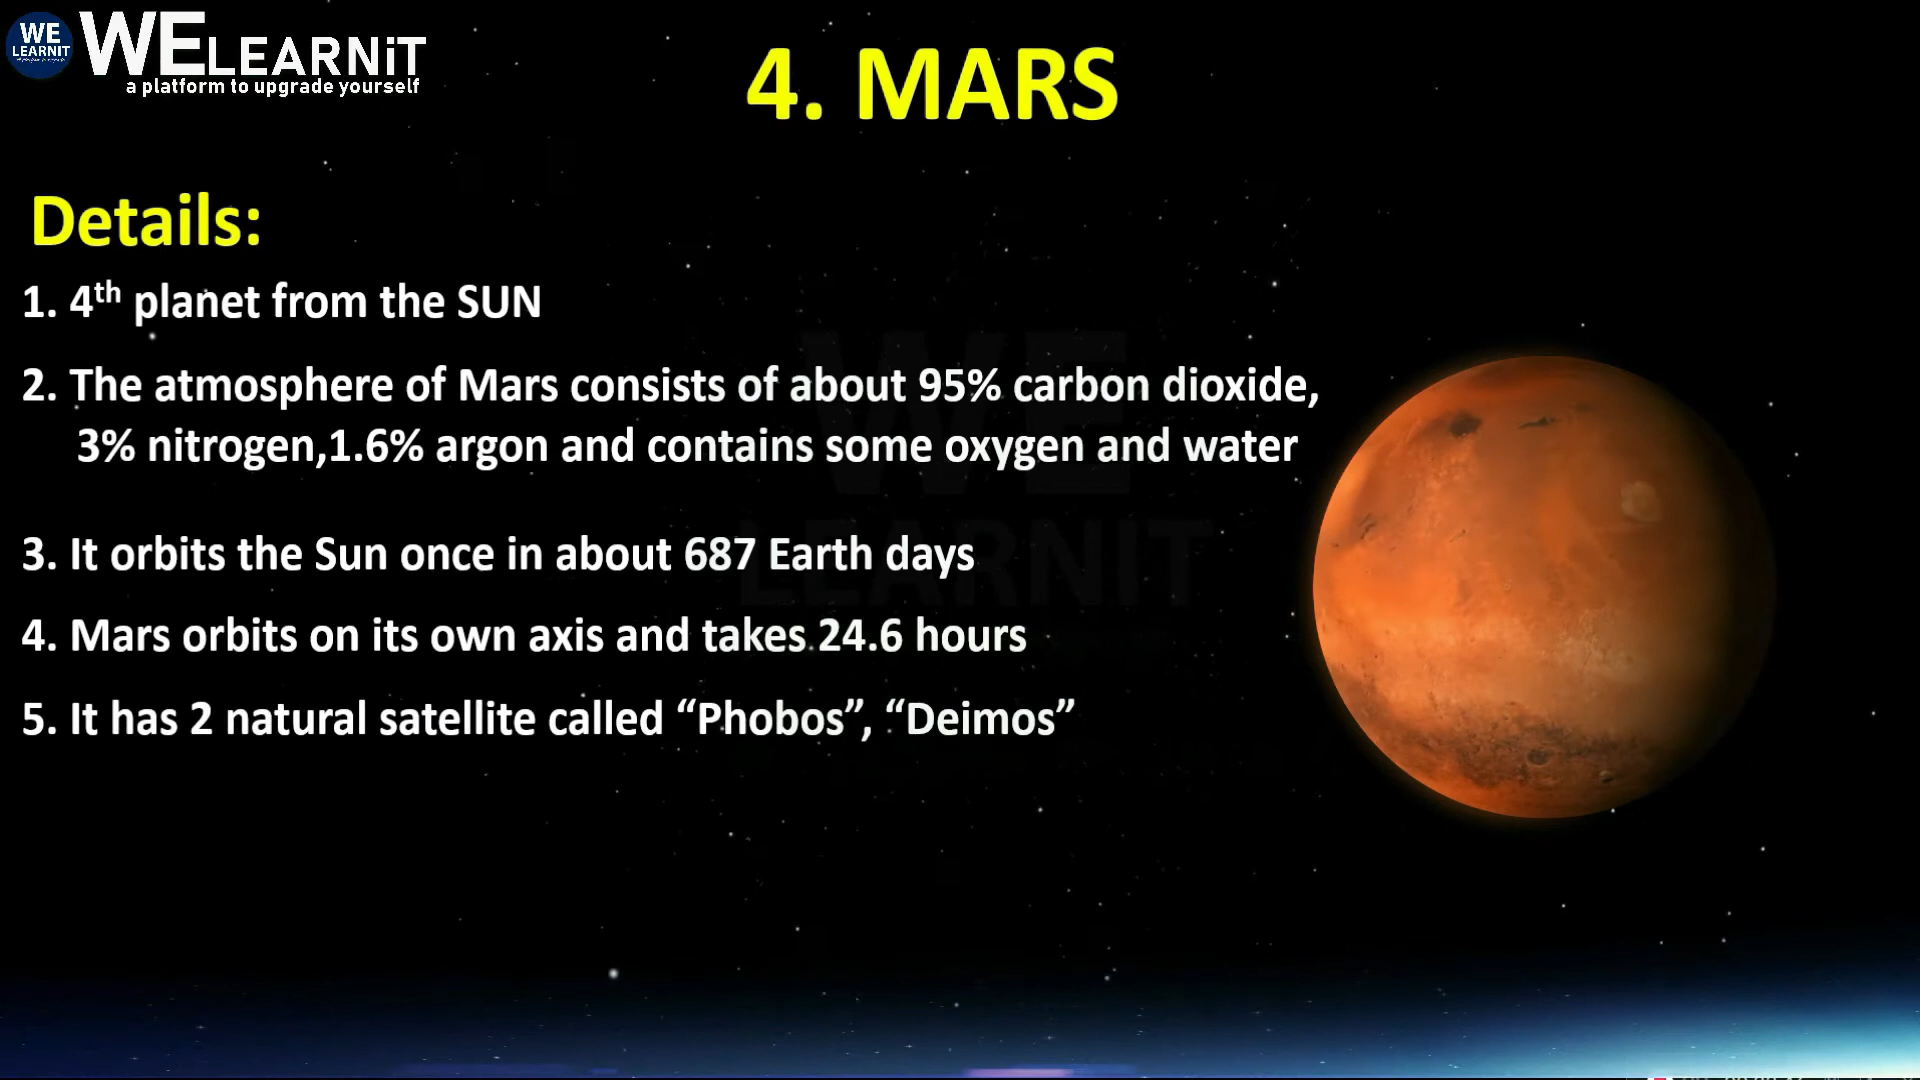 WE
LEARNIT
WELEARNiT
a platform to upgrade yourself
4. MARS
Details:
1. 4th planet from the SUN
2. The atmosphere of Mars consists of about 95% carbon dioxide,
3% nitrogen,1.6% argon and contains some oxygen and water
WE
LEARNIT
3. It orbits the Sun once in about 687 Earth days
4. Mars orbits on its own axis and takes 24.6 hours
5. It has 2 natural satellite called “Phobos”, “Deimos”